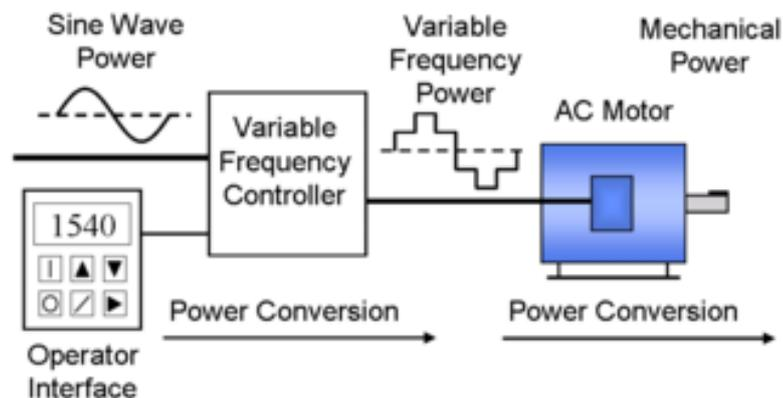 Sine Wave
Power
Variable
Frequency
Power
Mechanical
Power
AC Motor
Variable
Frequency
Controller
1540
Power Conversion
Power Conversion
Operator
Interface